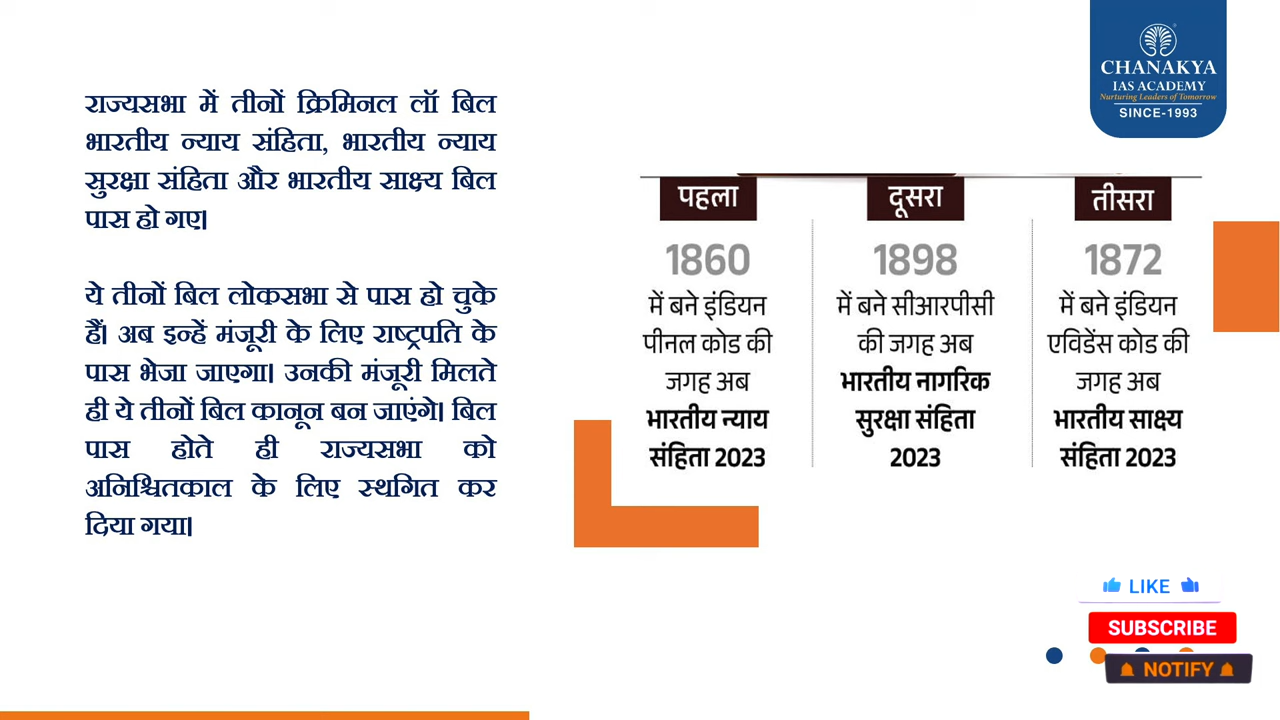 CHANAKYA
IAS ACADEMY
Nurturing Leaders of Tomorrow
SINCE-1993
राज्यसभा में तीनों क्रिमिनल लॉ बिल
भारतीय न्याय संहिता, भारतीय न्याय
सुरक्षा संहिता और भारतीय साक्ष्य बिल
पास हो गए।
ये तीनों बिल लोकसभा से पास हो चुके
हैं। अब इन्हें मंजूरी के लिए राष्ट्रपति के
पास भेजा जाएगा। उनकी मंजूरी मिलते
ही ये तीनों बिल कानून बन जाएंगे। बिल
पास होते ही राज्यसभा को
अनिश्चितकाल के लिए स्थगित कर
दिया गया।
पहला
1860
में बने इंडियन
पीनल कोड की
जगह अब
भारतीय न्याय
संहिता 2023
दूसरा
1898
में बने सीआरपीसी
की जगह अब
भारतीय नागरिक
सुरक्षा संहिता
2023
तीसरा
1872
में बने इंडियन
एविडेंस कोड की
जगह अब
भारतीय साक्ष्य
संहिता 2023
LIKE
SUBSCRIBE
NOTIFY